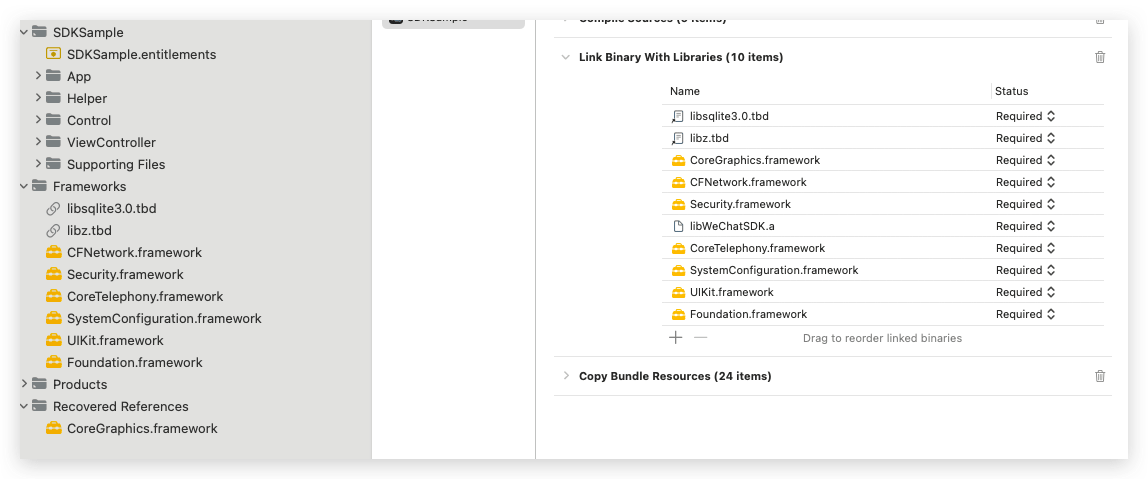 SDKSample
SDKSample.entitlements
App
Helper
Control
ViewController
Supporting Files
Frameworks
libsqlite3.0.tbd
libz.tbd
CFNetwork.framework
Security.framework
CoreTelephony.framework
SystemConfiguration.framework
UIKit.framework
Foundation.framework
Products
Recovered References
CoreGraphics.framework
SDKSample
Link Binary With Libraries (10 items)
Name Status
libsqlite3.0.tbd Required
libz.tbd Required
CoreGraphics.framework Required
CFNetwork.framework Required
Security.framework Required
libWeChatSDK.a Required
CoreTelephony.framework Required
SystemConfiguration.framework Required
UIKit.framework Required
Foundation.framework Required
Drag to reorder linked binaries
Copy Bundle Resources (24 items)